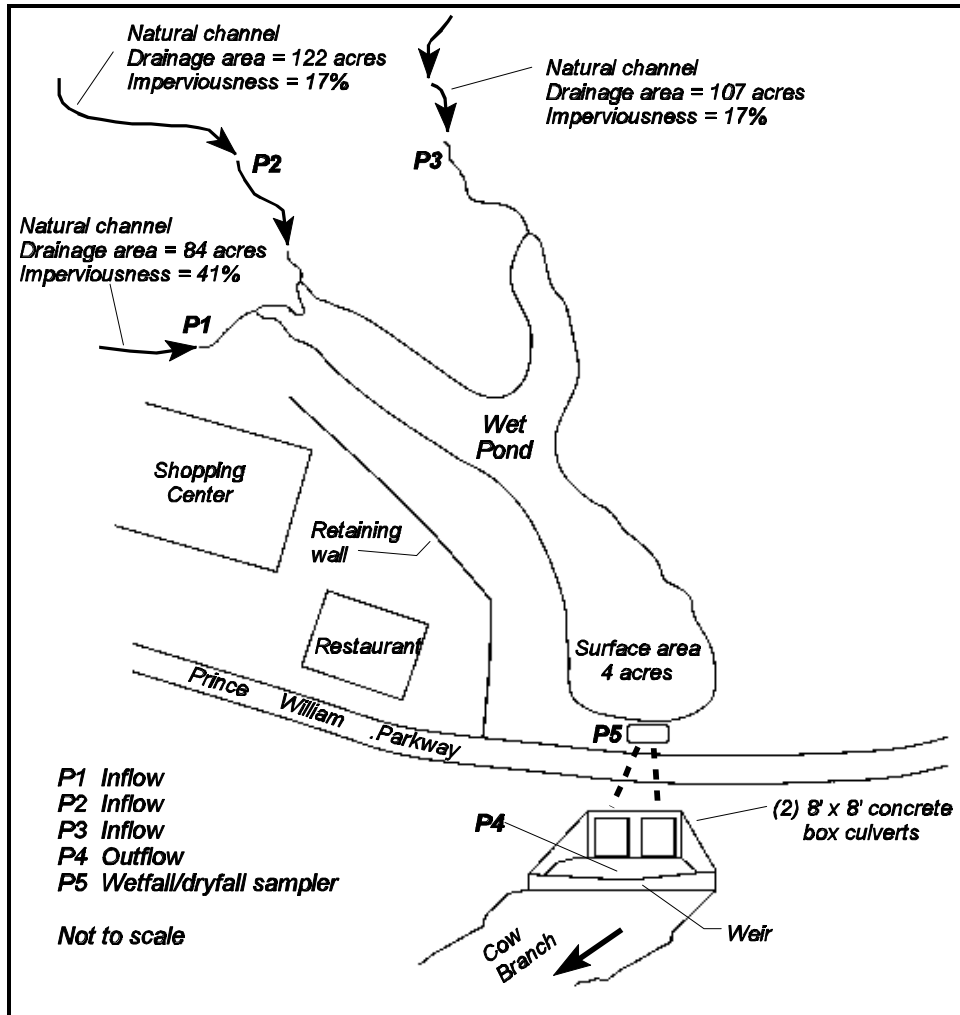 Natural channel
Drainage area = 122 acres
Imperviousness = 17%
Natural channel
Drainage area = 107 acres
Imperviousness = 17%
P2
P3
Natural channel
Drainage area = 84 acres
Imperviousness = 41%
P1
Wet
Pond
Shopping
Center
Retaining
wall
Restaurant
Surface area
4 acres
Prince William Parkway
P5
P1 Inflow
P2 Inflow
P3 Inflow
P4 Outflow
P5 Wetfall/dryfall sampler
Not to scale
P4
(2) 8' x 8' concrete
box culverts
Weir
Cow
Branch